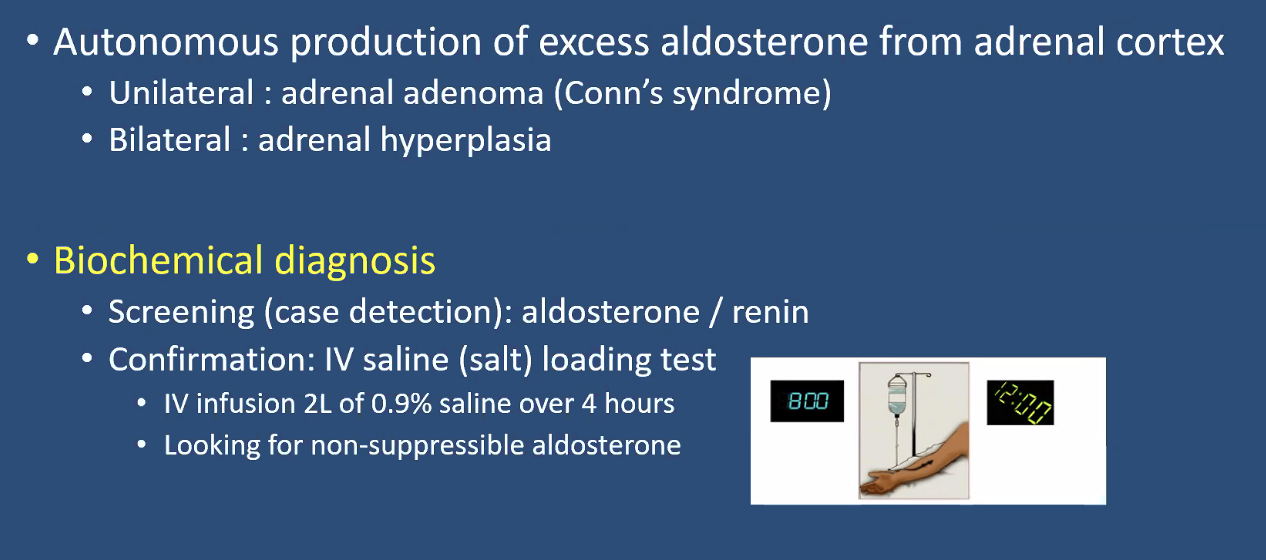 • Autonomous production of excess aldosterone from adrenal cortex
• Unilateral : adrenal adenoma (Conn’s syndrome)
• Bilateral : adrenal hyperplasia
• Biochemical diagnosis
• Screening (case detection): aldosterone / renin
• Confirmation: IV saline (salt) loading test
• IV infusion 2L of 0.9% saline over 4 hours
• Looking for non-suppressible aldosterone
800
12:00